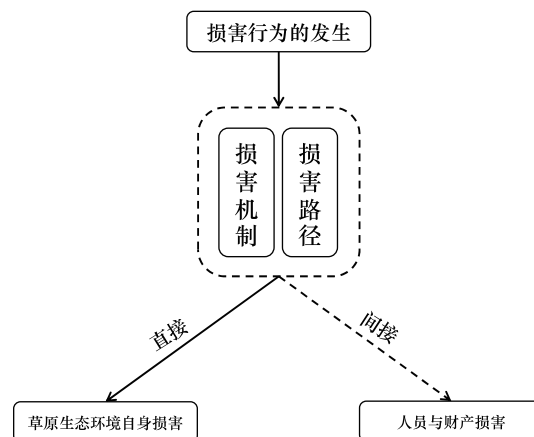 损害行为的发生
损害机制
损害路径
直接
间接
草原生态环境自身损害
人员与财产损害